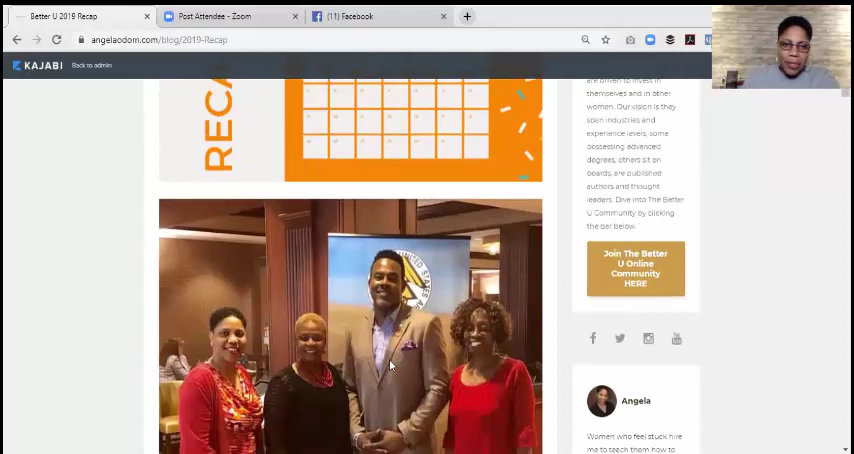 Better U 2019 Recap
Post Attendee - Zoom
(11) Facebook
angelaodom.com/blog/2019-Recap
KAJABI
Back to admin
RECA
UNITED STATES
are driven to invest in
themselves and in other
women. Our vision is they
span industries and
experience levels, some
possessing advanced
degrees, others sit on
boards, are published
authors and thought
leaders. Dive into The Better
U Community by clicking
the bar below.
Join The Better
U Online
Community
HERE
Angela
Women who feel stuck hire
me to teach them how to